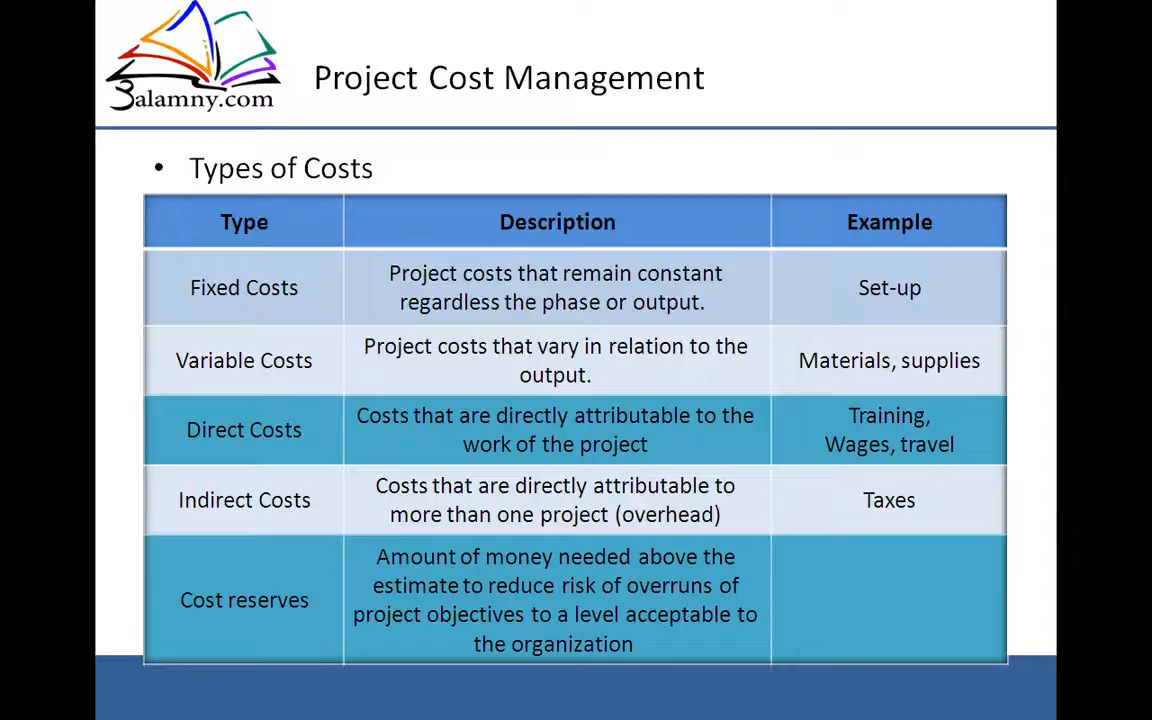 3alamny.com
Project Cost Management
• Types of Costs
Type Description Example
Fixed Costs
Project costs that remain constant
regardless the phase or output.
Set-up
Variable Costs
Project costs that vary in relation to the
output.
Materials, supplies
Direct Costs
Costs that are directly attributable to the
work of the project
Training,
Wages, travel
Indirect Costs
Costs that are directly attributable to
more than one project (overhead)
Taxes
Cost reserves
Amount of money needed above the
estimate to reduce risk of overruns of
project objectives to a level acceptable to
the organization